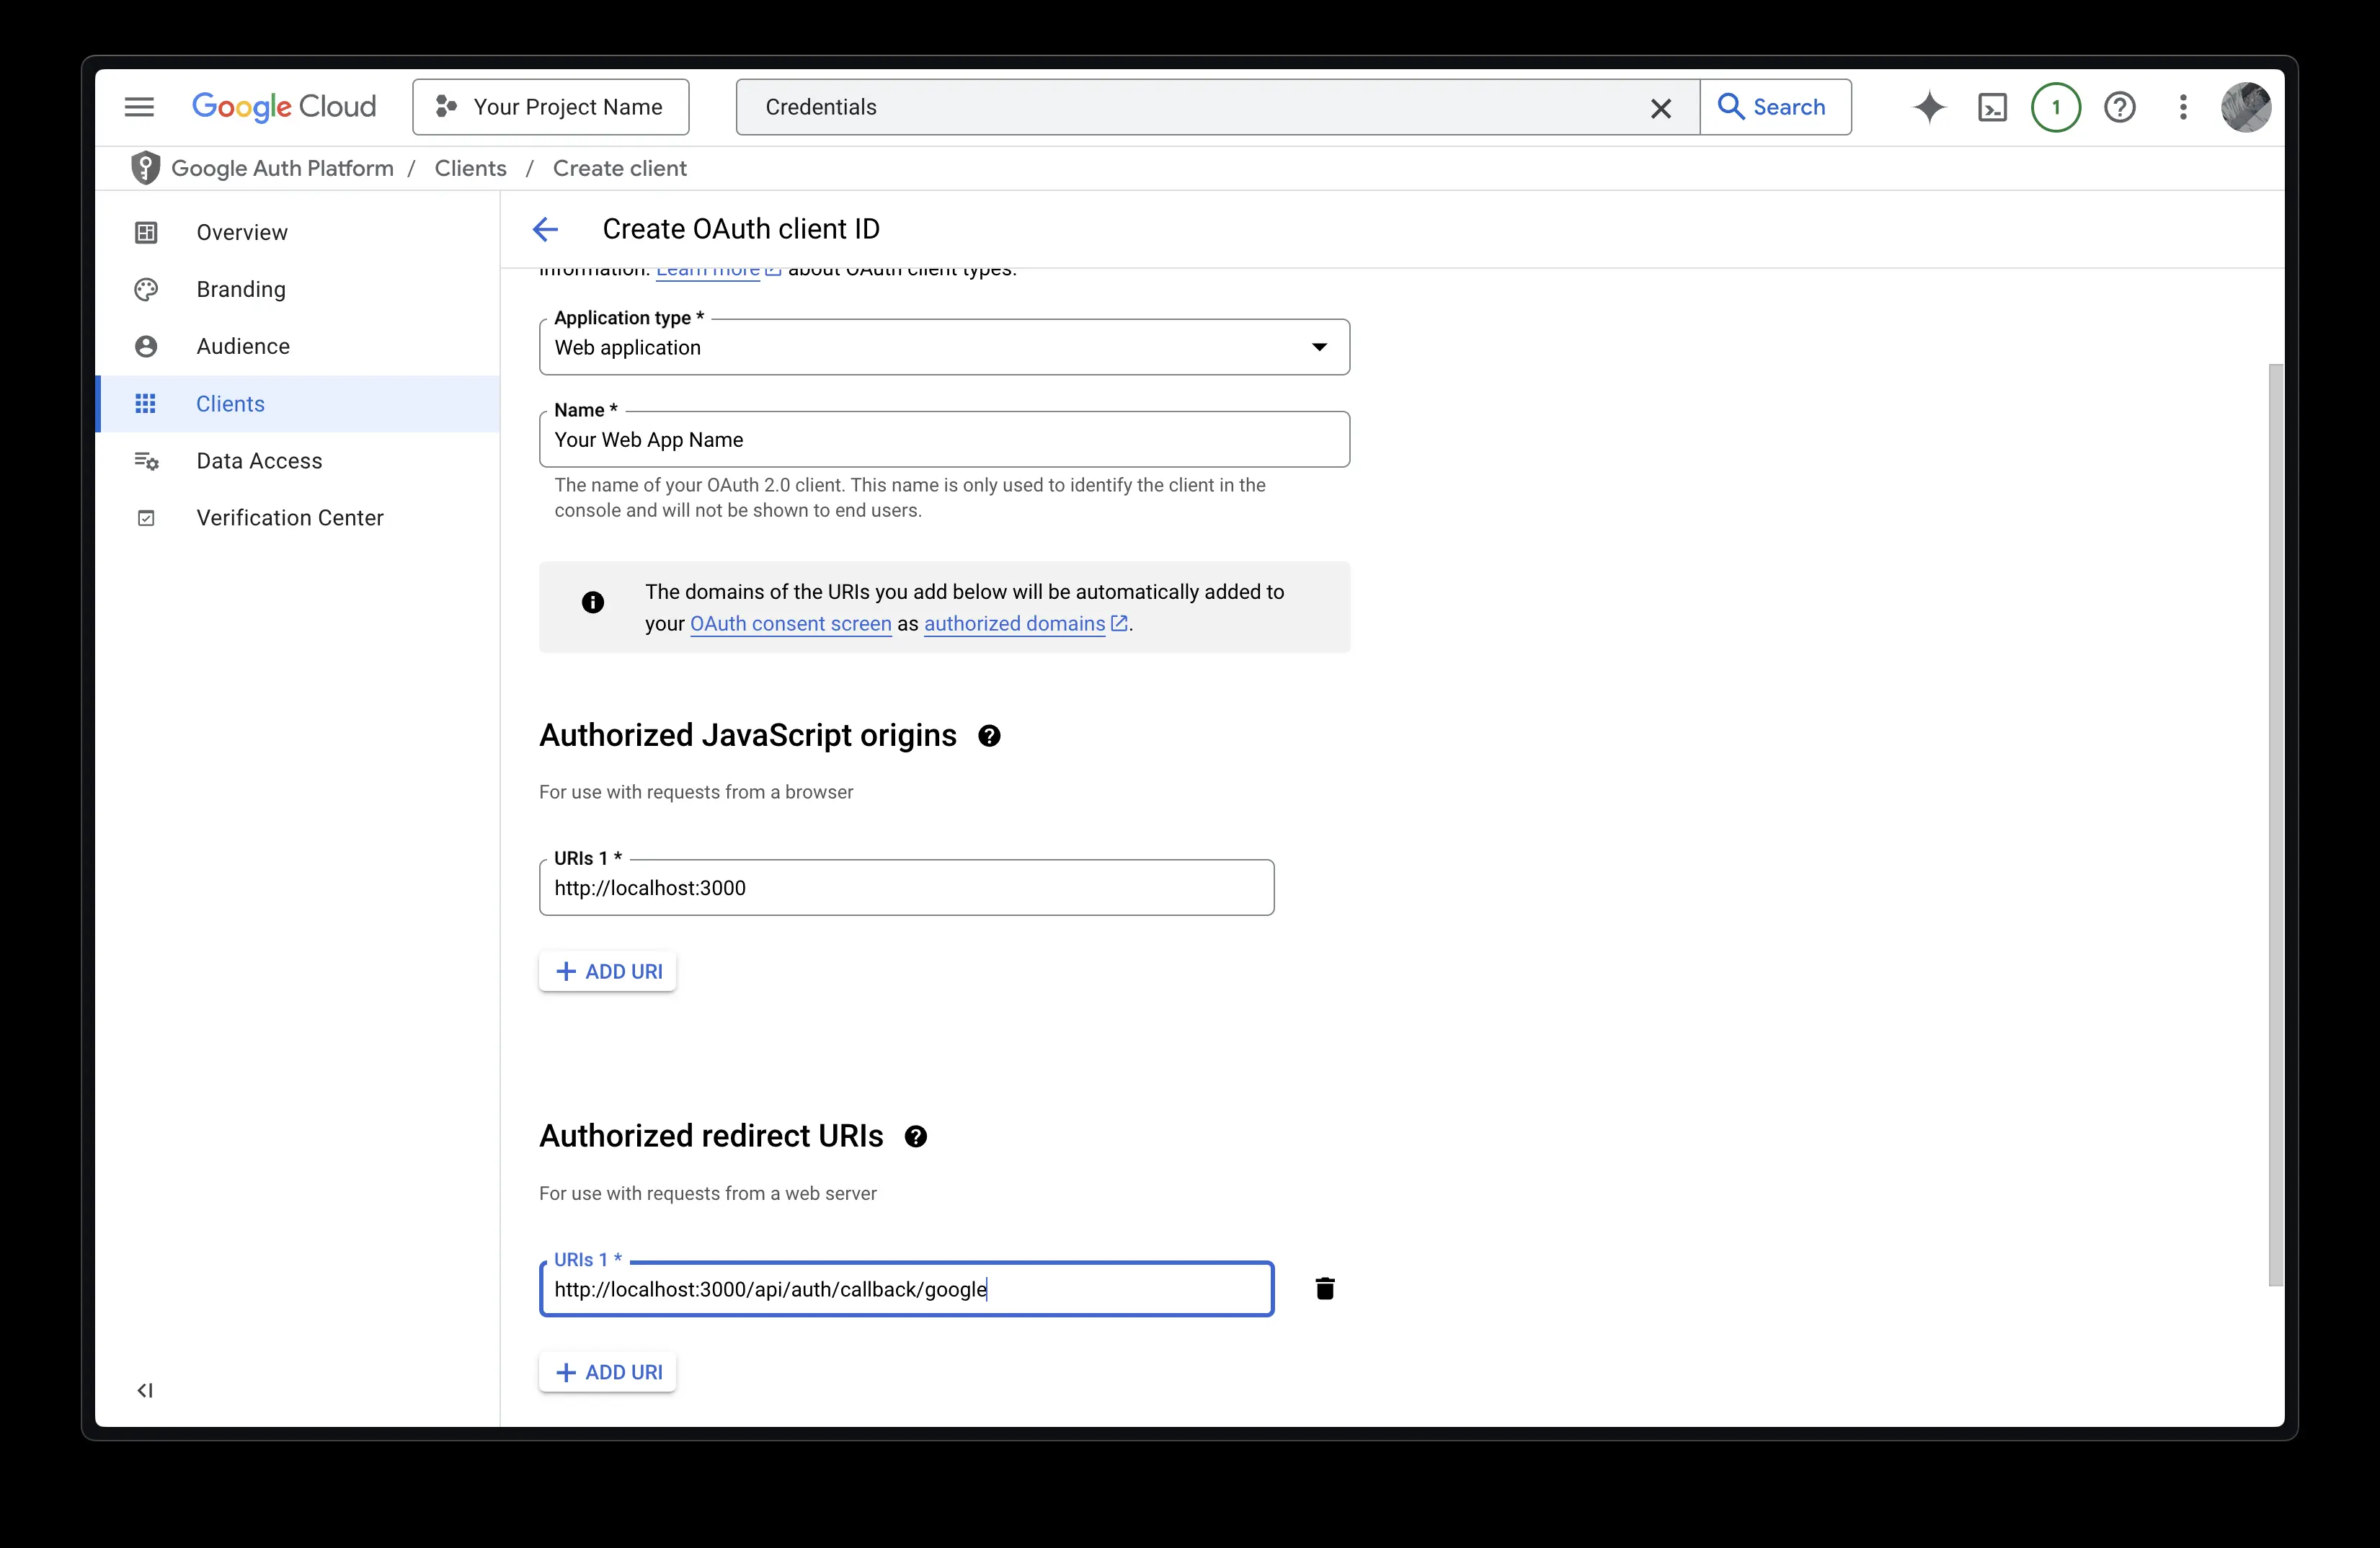 Google Cloud
Your Project Name
Credentials
Search
1
Google Auth Platform / Clients / Create client
Overview
Branding
Audience
Clients
Data Access
Verification Center
Create OAuth client ID
information. Learn more about OAuth client types.
Application type *
Web application
Name *
Your Web App Name
The name of your OAuth 2.0 client. This name is only used to identify the client in the
console and will not be shown to end users.
The domains of the URIs you add below will be automatically added to
your OAuth consent screen as authorized domains.
Authorized JavaScript origins
For use with requests from a browser
URIs 1 *
http://localhost:3000
ADD URI
Authorized redirect URIs
For use with requests from a web server
URIs 1 *
http://localhost:3000/api/auth/callback/google
ADD URI